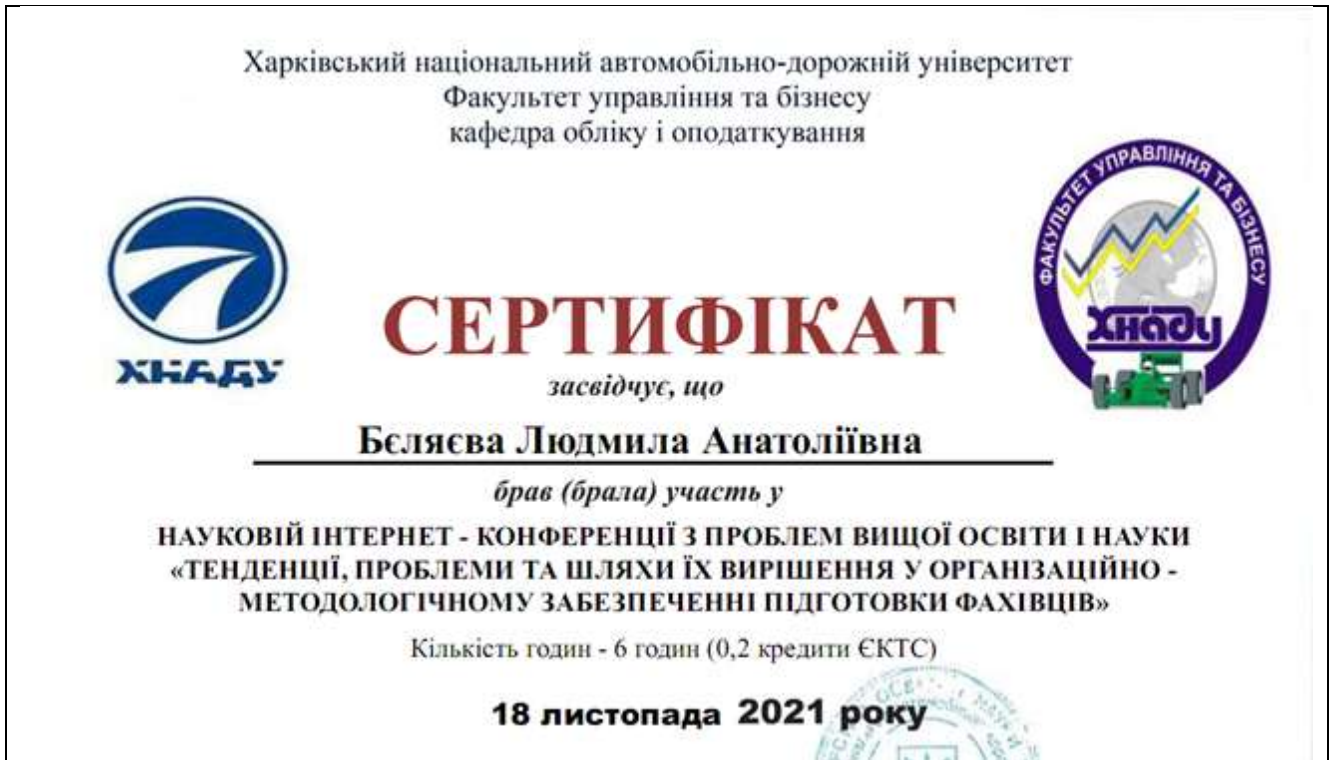 Харківський національний автомобільно-дорожній університет
Факультет управління та бізнесу
кафедра обліку і оподаткування
ФАКУЛЬТЕТ УПРАВЛІННЯ ТА БІЗНЕСУ
ХНАДУ
ХНАДУ
СЕРТИФІКАТ
засвідчує, що
Бєляєва Людмила Анатоліївна
брав (брала) участь у
НАУКОВІЙ ІНТЕРНЕТ - КОНФЕРЕНЦІЇ З ПРОБЛЕМ ВИЩОЇ ОСВІТИ І НАУКИ
«ТЕНДЕНЦІЇ, ПРОБЛЕМИ ТА ШЛЯХИ ЇХ ВИРІШЕННЯ У ОРГАНІЗАЦІЙНО -
МЕТОДОЛОГІЧНОМУ ЗАБЕЗПЕЧЕННІ ПІДГОТОВКИ ФАХІВЦІВ»
Кількість годин - 6 годин (0,2 кредити ЄКТС)
18 листопада 2021 року